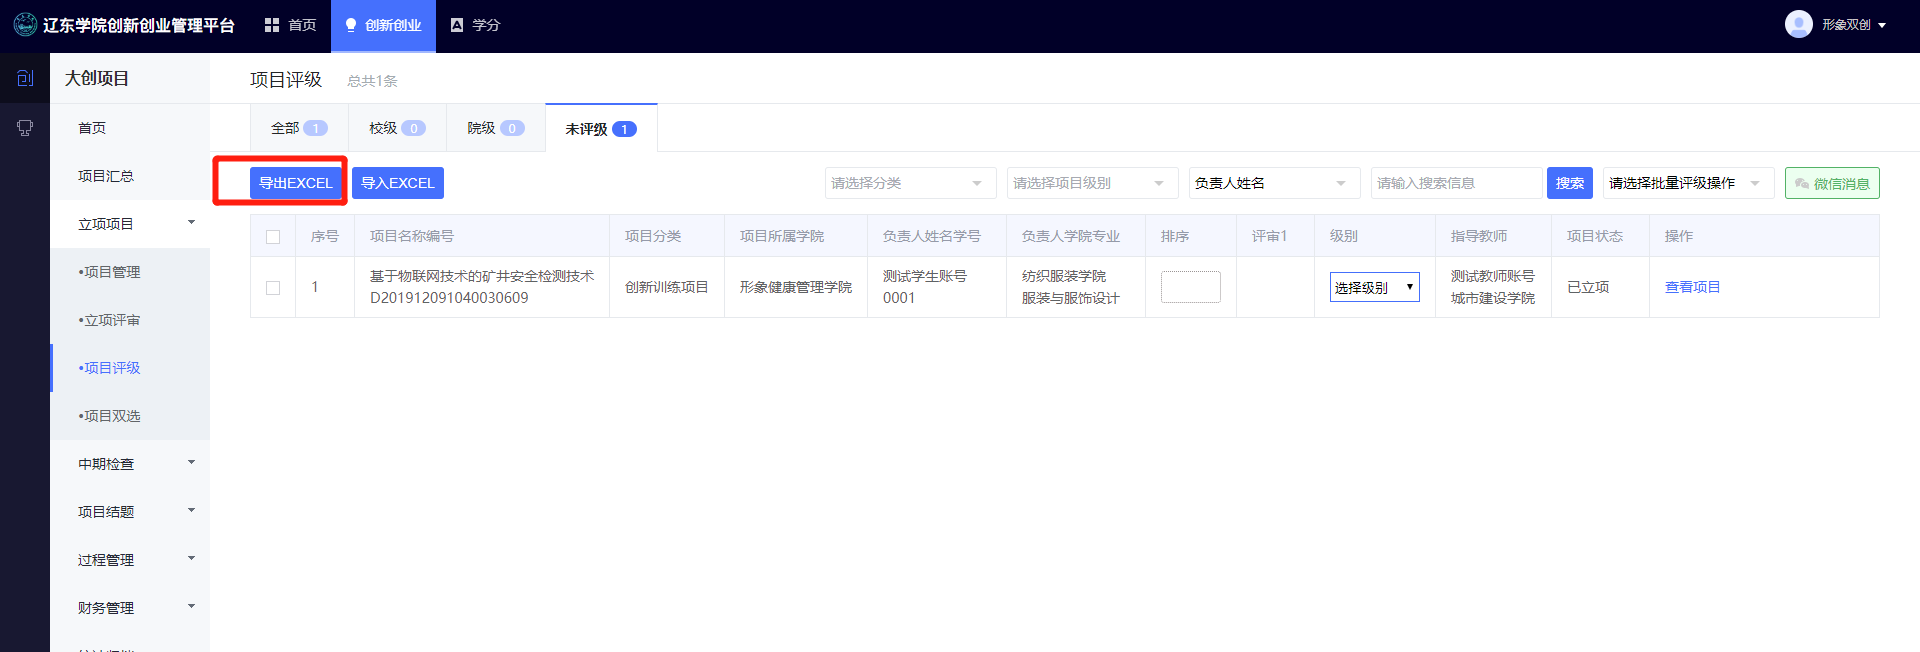 辽东学院创新创业管理平台
首页
创新创业
学分
形象双创
大创项目
首页
项目汇总
立项项目
•项目管理
•立项评审
•项目评级
•项目双选
中期检查
项目结题
过程管理
财务管理
项目评级 总共1条
全部 1
校级 0
院级 0
未评级 1
导出EXCEL
导入EXCEL
请选择分类
请选择项目级别
负责人姓名
请输入搜索信息
搜索
请选择批量评级操作
微信消息
序号 项目名称编号 项目分类 项目所属学院 负责人姓名学号 负责人学院专业 排序 评审1 级别 指导教师 项目状态 操作
1
基于物联网技术的矿井安全检测技术
D201912091040030609
创新训练项目
形象健康管理学院
测试学生账号
0001
纺织服装学院
服装与服饰设计
选择级别
测试教师账号
城市建设学院
已立项
查看项目